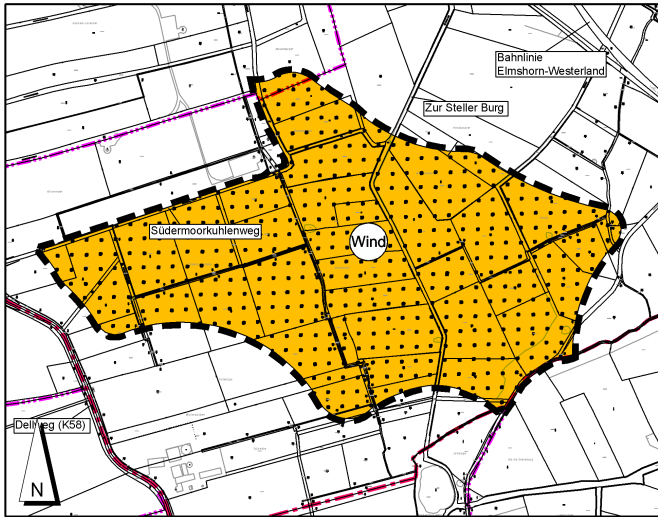 Bahnlinie
Elmshorn-Westerland
Zur Steller Burg
Südermoorkuhlenweg
Wind
Dellweg (K58)
N